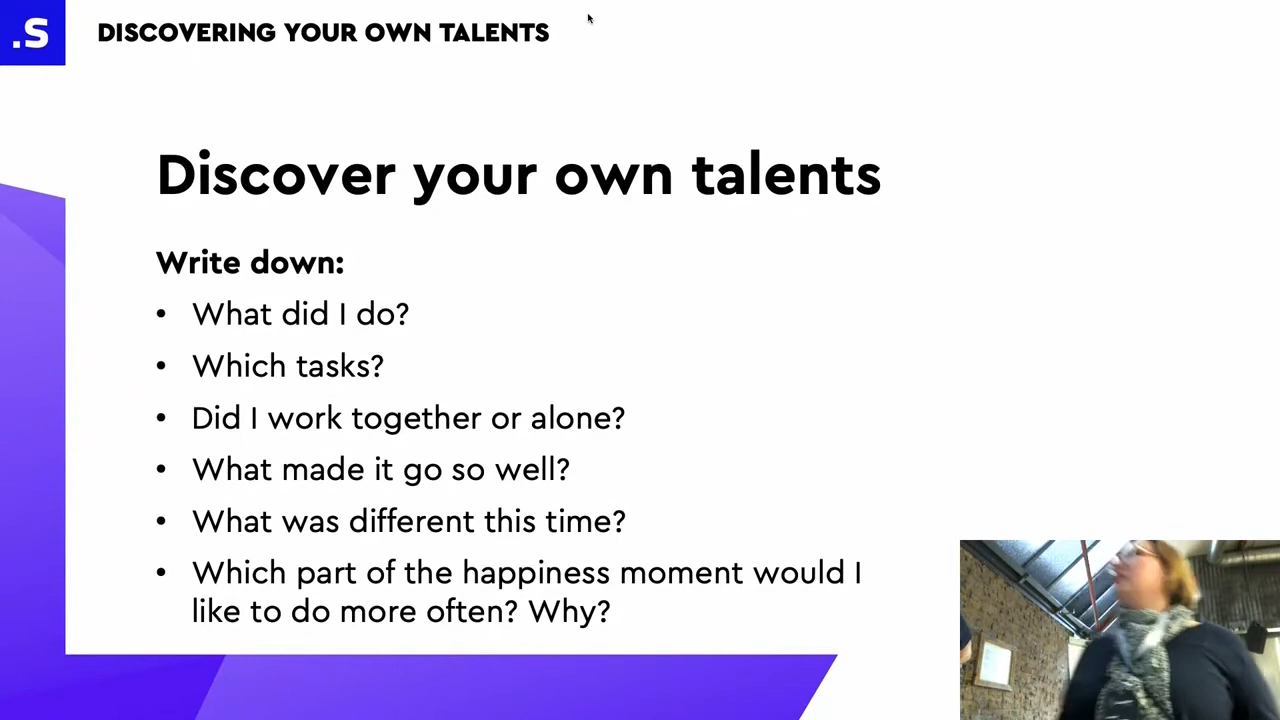 .S
DISCOVERING YOUR OWN TALENTS
Discover your own talents
Write down:
• What did I do?
• Which tasks?
• Did I work together or alone?
• What made it go so well?
• What was different this time?
• Which part of the happiness moment would I
like to do more often? Why?